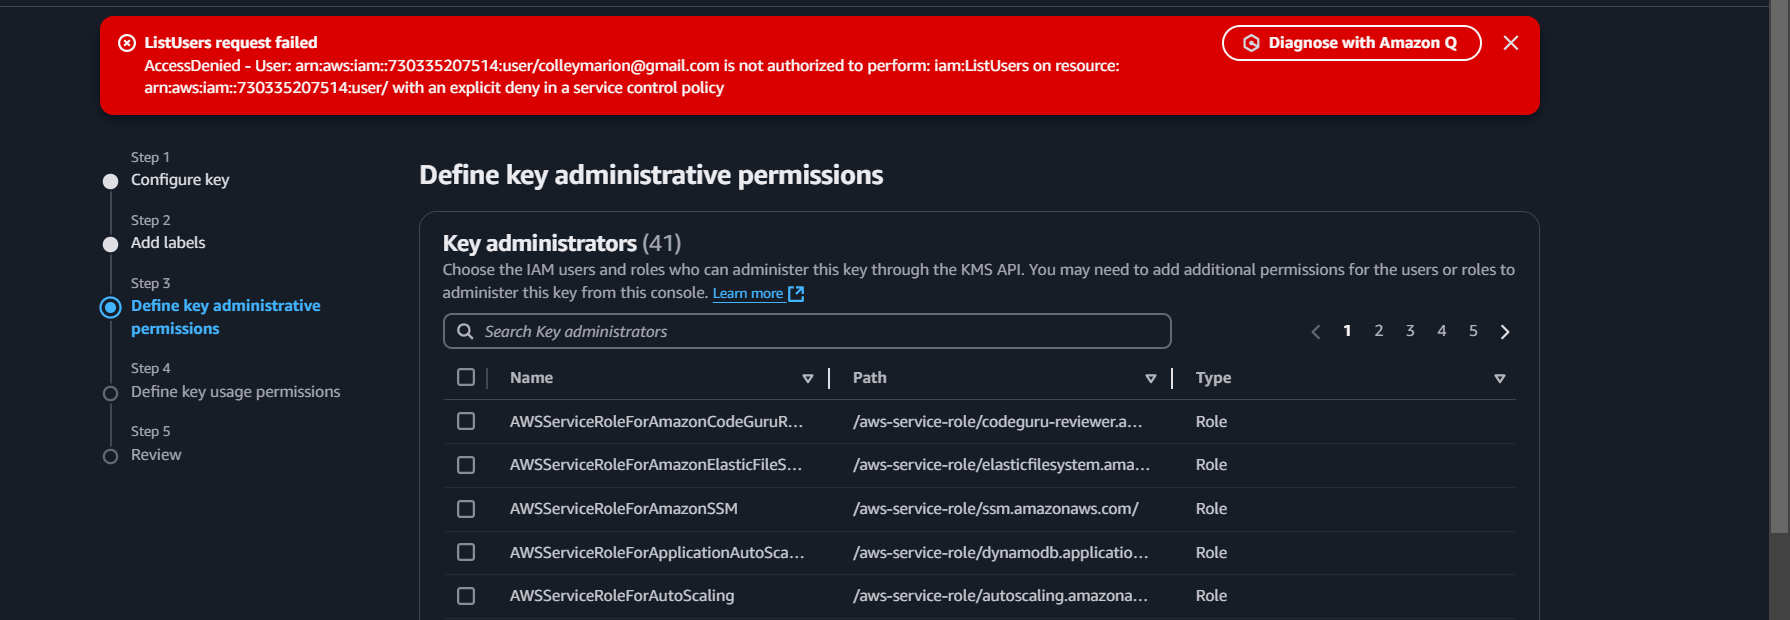 ListUsers request failed
AccessDenied - User: arn:aws:iam::730335207514:user/colleymarion@gmail.com is not authorized to perform: iam:ListUsers on resource:
arn:aws:iam::730335207514:user/ with an explicit deny in a service control policy
Diagnose with Amazon Q
Step 1
Configure key
Step 2
Add labels
Step 3
Define key administrative
permissions
Step 4
Define key usage permissions
Step 5
Review
Define key administrative permissions
Key administrators (41)
Choose the IAM users and roles who can administer this key through the KMS API. You may need to add additional permissions for the users or roles to
administer this key from this console. Learn more
Search Key administrators
1 2 3 4 5
Name Path Type
AWSServiceRoleForAmazonCodeGuruR... /aws-service-role/codeguru-reviewer.a... Role
AWSServiceRoleForAmazonElasticFileS... /aws-service-role/elasticfilesystem.ama... Role
AWSServiceRoleForAmazonSSM /aws-service-role/ssm.amazonaws.com/ Role
AWSServiceRoleForApplicationAutoSca... /aws-service-role/dynamodb.applicatio... Role
AWSServiceRoleForAutoScaling /aws-service-role/autoscaling.amazona... Role